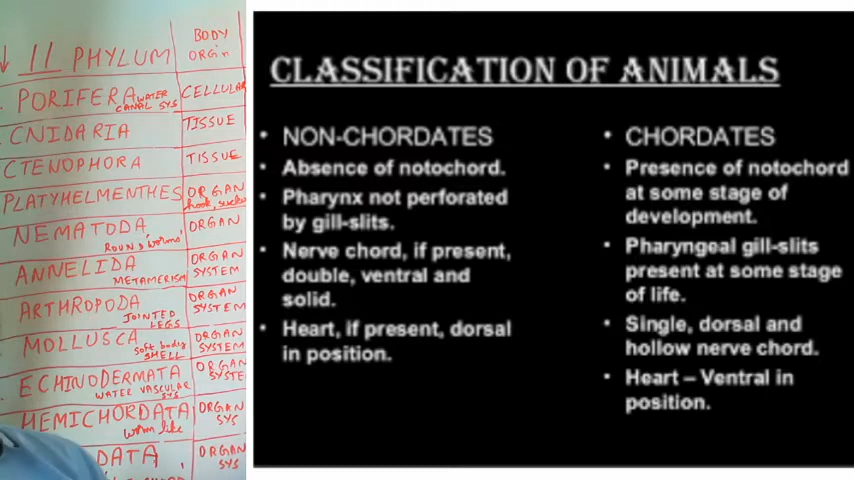 11 PHYLUM
BODY
ORGn
PORIFERA WATER
CANAL SYS
CELLULAR
CNIDARIA
TISSUE
CTENOPHORA
TISSUE
PLATYHELMENTHES
ORGAN
hook,
NEMATODA
ROUND 'worms'
ORGAN
ANNELIDA
METAMERISM
ORGAN
SYSTEM
ARTHROPODA
JOINTED
LEGS
ORGAN
SYSTEM
MOLLUSCA
soft body
SHELL
ORGAN
SYSTEM
ECHINODERMATA
WATER VASCULAR
SYS
ORGAN
SYSTE
HEMICHORDATA
worm like
ORGAN
SYS
DATA
ORGAN
SYS
CLASSIFICATION OF ANIMALS
• NON-CHORDATES
• Absence of notochord.
• Pharynx not perforated
by gill-slits.
• Nerve chord, if present,
double, ventral and
solid.
• Heart, if present, dorsal
in position.
• CHORDATES
• Presence of notochord
at some stage of
development.
• Pharyngeal gill-slits
present at some stage
of life.
• Single, dorsal and
hollow nerve chord.
• Heart – Ventral in
position.